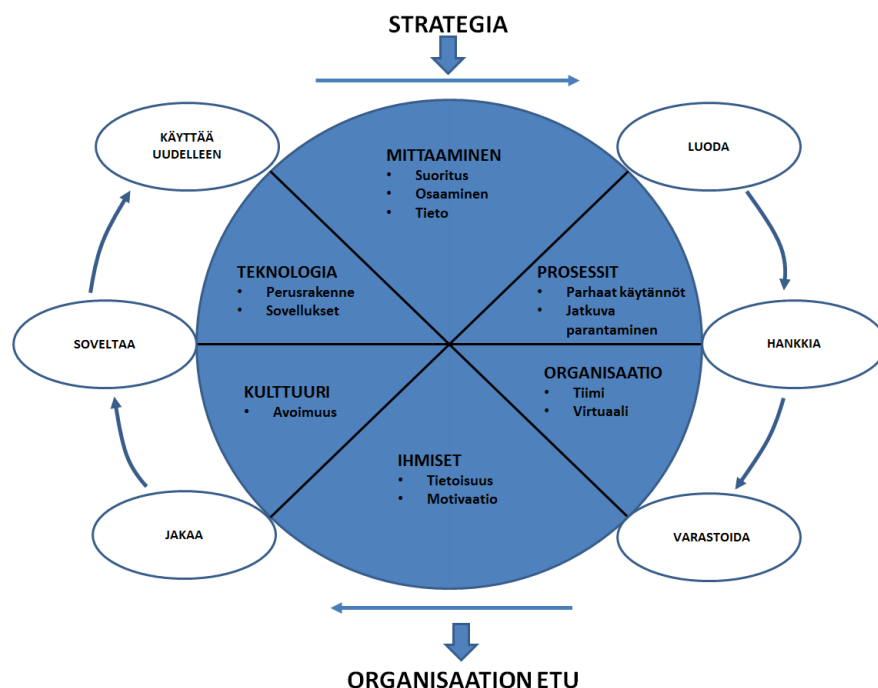 STRATEGIA
KÄYTTÄÄ
UUDELLEEN
LUODA
MITTAAMINEN
• Suoritus
• Osaaminen
• Tieto
TEKNOLOGIA
• Perusrakenne
• Sovellukset
PROSESSIT
• Parhaat käytännöt
• Jatkuva
parantaminen
SOVELTAA
HANKKIA
KULTTUURI
• Avoimuus
ORGANISAATIO
• Tiimi
• Virtuaali
IHMISET
• Tietoisuus
• Motivaatio
JAKAA
VARASTOIDA
ORGANISAATION ETU